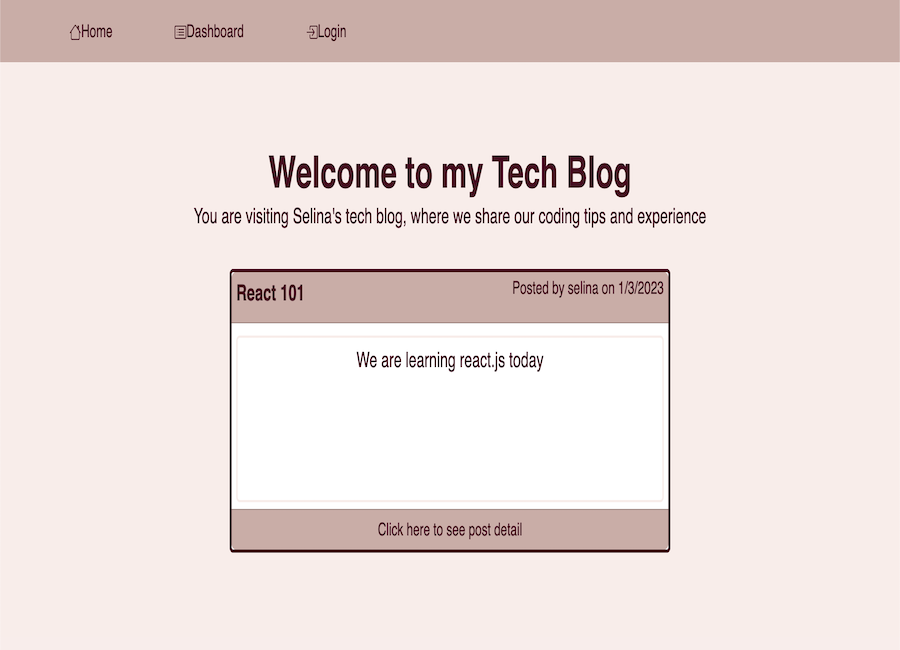 Home Dashboard Login
Welcome to my Tech Blog
You are visiting Selina's tech blog, where we share our coding tips and experience
React 101 Posted by selina on 1/3/2023
We are learning react.js today
Click here to see post detail